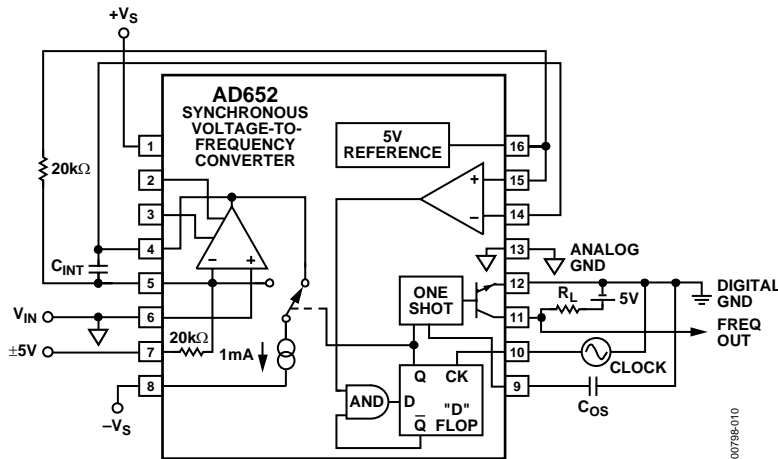 +VS
AD652
SYNCHRONOUS
VOLTAGE-TO-
FREQUENCY
CONVERTER
5V
REFERENCE
20kΩ
CINT
VIN
±5V
–VS
1
2
3
4
5
6
7
8
16
15
14
13
12
11
10
9
+
–
–
+
20kΩ
1mA
ONE
SHOT
AND
D
Q
CK
Q
"D"
FLOP
ANALOG
GND
DIGITAL
GND
RL
5V
FREQ
OUT
CLOCK
COS
00798-010